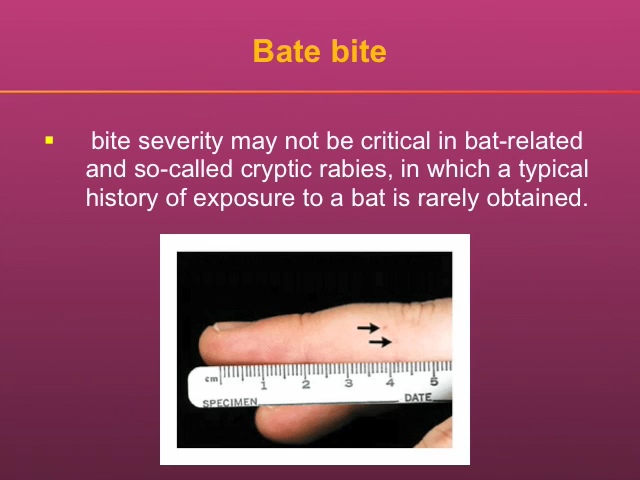 Bate bite
▪ bite severity may not be critical in bat-related
and so-called cryptic rabies, in which a typical
history of exposure to a bat is rarely obtained.
cm 1 2 3 4 5
SPECIMEN DATE